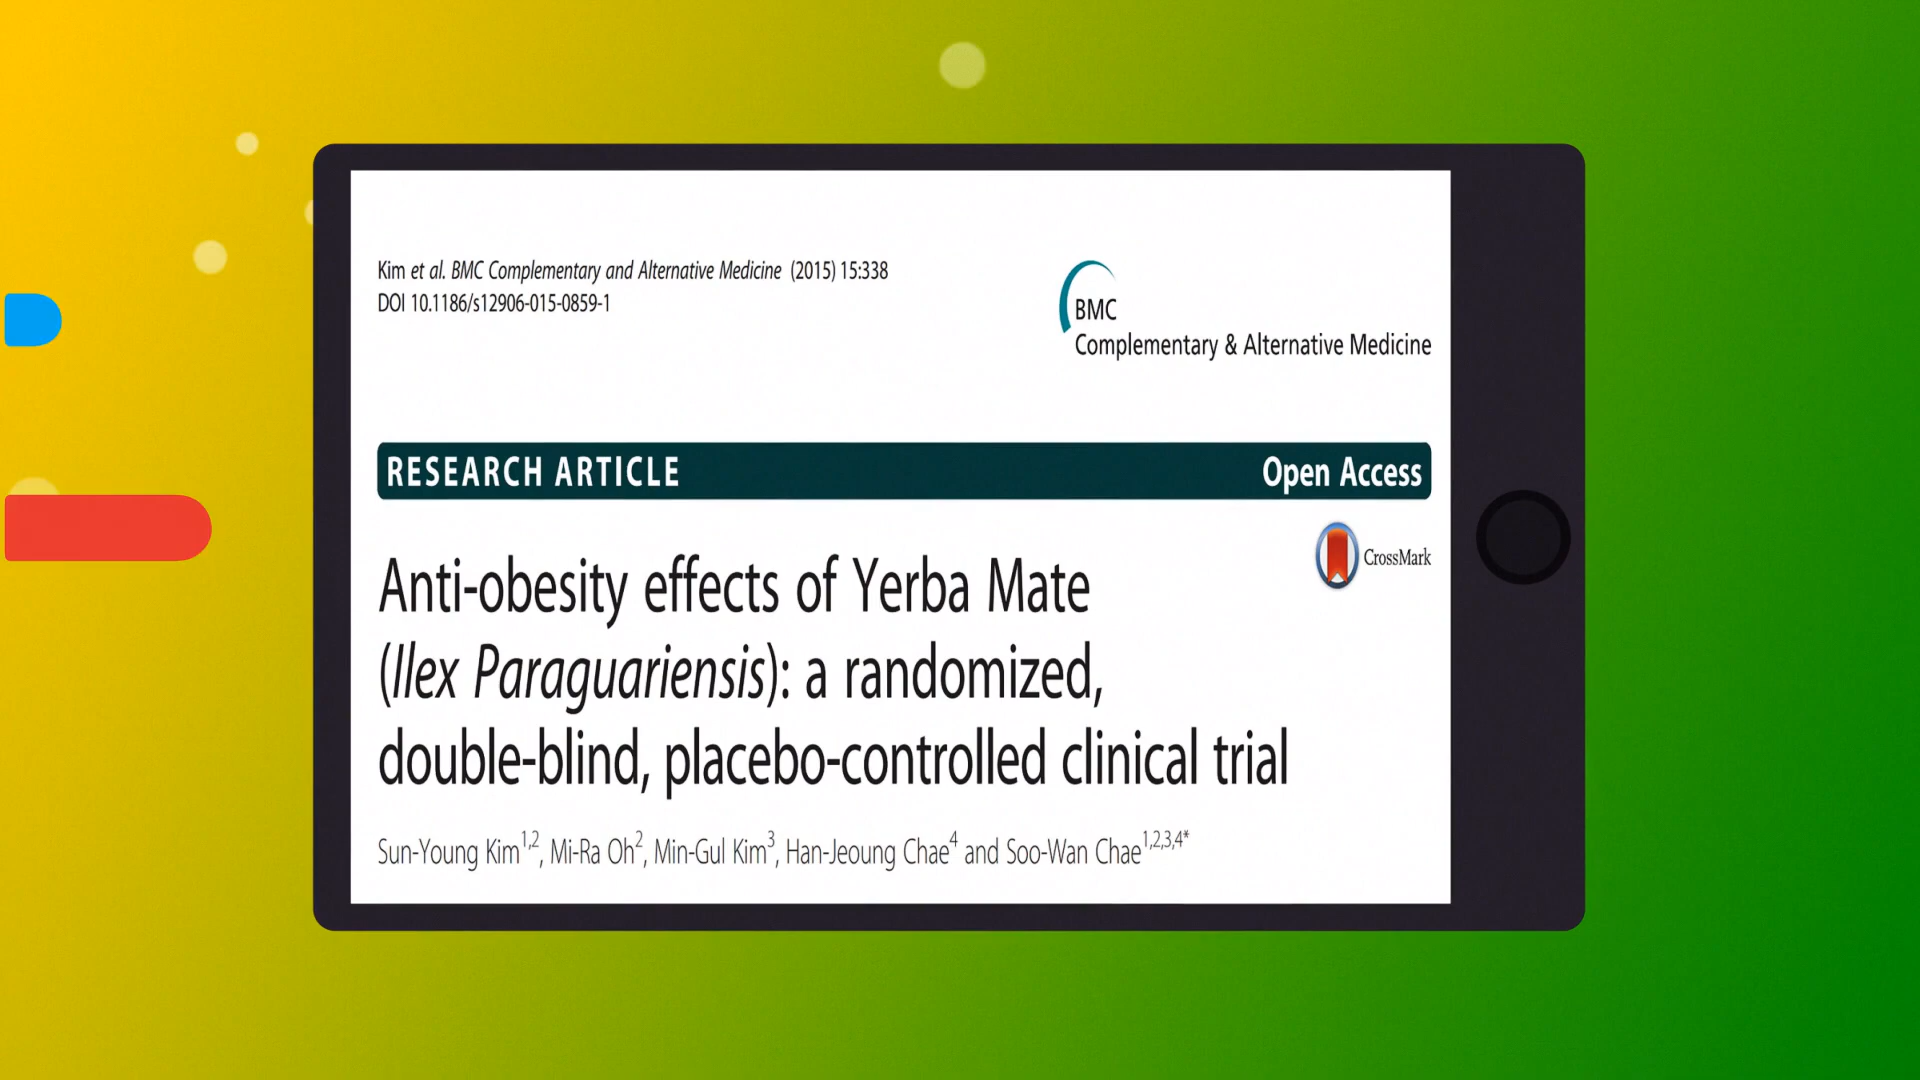 Kim et al. BMC Complementary and Alternative Medicine (2015) 15:338
DOI 10.1186/s12906-015-0859-1
BMC
Complementary & Alternative Medicine
RESEARCH ARTICLE Open Access
CrossMark
Anti-obesity effects of Yerba Mate
(Ilex Paraguariensis): a randomized,
double-blind, placebo-controlled clinical trial
Sun-Young Kim1,2, Mi-Ra Oh2, Min-Gul Kim3, Han-Jeoung Chae4 and Soo-Wan Chae1,2,3,4*